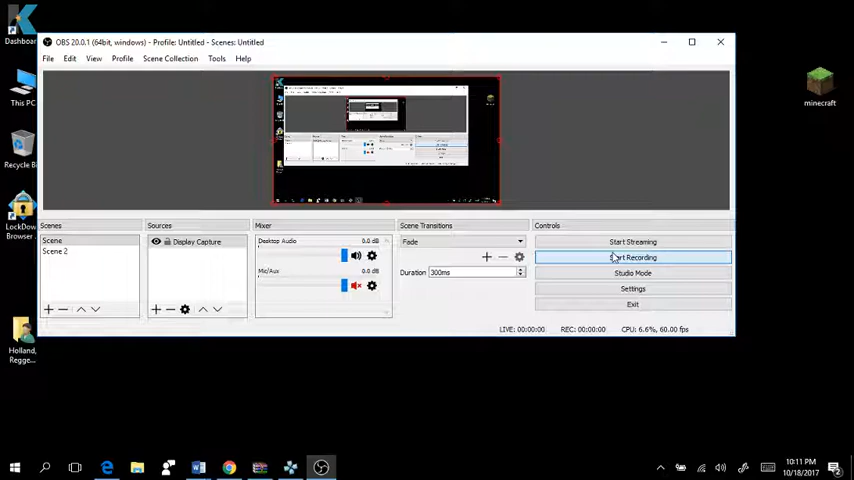 OBS 20.0.1 (64bit, windows) - Profile: Untitled - Scenes: Untitled
File Edit View Profile Scene Collection Tools Help
Dashboar
This PC
Recycle Bi
LockDow
Browser
Holland,
Regge...
minecraft
Scenes
Scene
Scene 2
Sources
Display Capture
Mixer
Desktop Audio 0.0 dB
Mic/Aux 0.0 dB
Scene Transitions
Fade
Duration 300ms
Controls
Start Streaming
Start Recording
Studio Mode
Settings
Exit
LIVE: 00:00:00 REC: 00:00:00 CPU: 6.6%, 60.00 fps
10:11 PM
10/18/2017
2